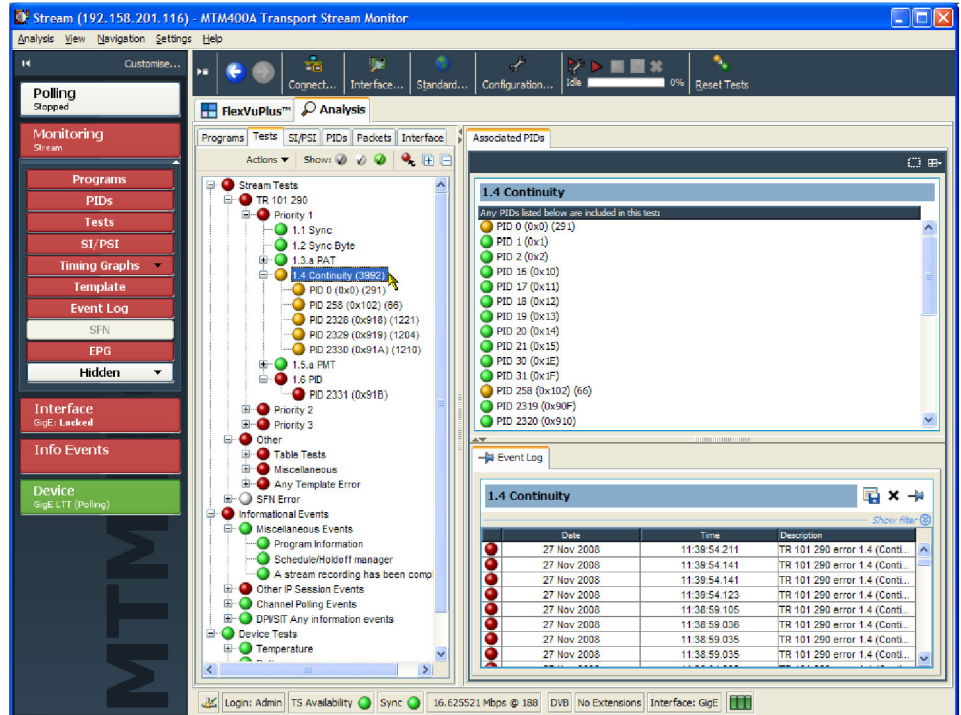 Stream (192.158.201.116) - MTM400A Transport Stream Monitor
Analysis View Navigation Settings Help
Customise...
Polling
Stopped
Monitoring
Stream
Programs
PIDs
Tests
SI/PSI
Timing Graphs
Template
Event Log
SFN
EPG
Hidden
Interface
GigE: Locked
Info Events
Device
GigE LTT (Polling)
MTM
Connect... Interface... Standard... Configuration... Idle 0% Reset Tests
FlexVuPlus™ Analysis
Programs Tests SI/PSI PIDs Packets Interface
Actions Show:
Stream Tests
TR 101 290
Priority 1
1.1 Sync
1.2 Sync Byte
1.3.a PAT
1.4 Continuity (3992)
PID 0 (0x0) (291)
PID 258 (0x102) (66)
PID 2328 (0x918) (1221)
PID 2329 (0x919) (1204)
PID 2330 (0x91A) (1210)
1.5.a PMT
1.6 PID
PID 2331 (0x91B)
Priority 2
Priority 3
Other
Table Tests
Miscellaneous
Any Template Error
SFN Error
Informational Events
Miscellaneous Events
Program Information
Schedule/Holdoff manager
A stream recording has been compl
Other IP Session Events
Channel Polling Events
DPI/SIT Any information events
Device Tests
Temperature
Associated PIDs
1.4 Continuity
Any PIDs listed below are included in this test:
PID 0 (0x0) (291)
PID 1 (0x1)
PID 2 (0x2)
PID 16 (0x10)
PID 17 (0x11)
PID 18 (0x12)
PID 19 (0x13)
PID 20 (0x14)
PID 21 (0x15)
PID 30 (0x1E)
PID 31 (0x1F)
PID 258 (0x102) (66)
PID 2319 (0x90F)
PID 2320 (0x910)
Event Log
1.4 Continuity
Show filter
Date Time Description
27 Nov 2008 11:39:54.211 TR 101 290 error 1.4 (Conti...
27 Nov 2008 11:39:54.141 TR 101 290 error 1.4 (Conti...
27 Nov 2008 11:39:54.141 TR 101 290 error 1.4 (Conti...
27 Nov 2008 11:39:54.123 TR 101 290 error 1.4 (Conti...
27 Nov 2008 11:38:59.105 TR 101 290 error 1.4 (Conti...
27 Nov 2008 11:38:59.036 TR 101 290 error 1.4 (Conti...
27 Nov 2008 11:38:59.035 TR 101 290 error 1.4 (Conti...
27 Nov 2008 11:38:59.035 TR 101 290 error 1.4 (Conti...
Login: Admin TS Availability Sync 16.625521 Mbps @ 188 DVB No Extensions Interface: GigE